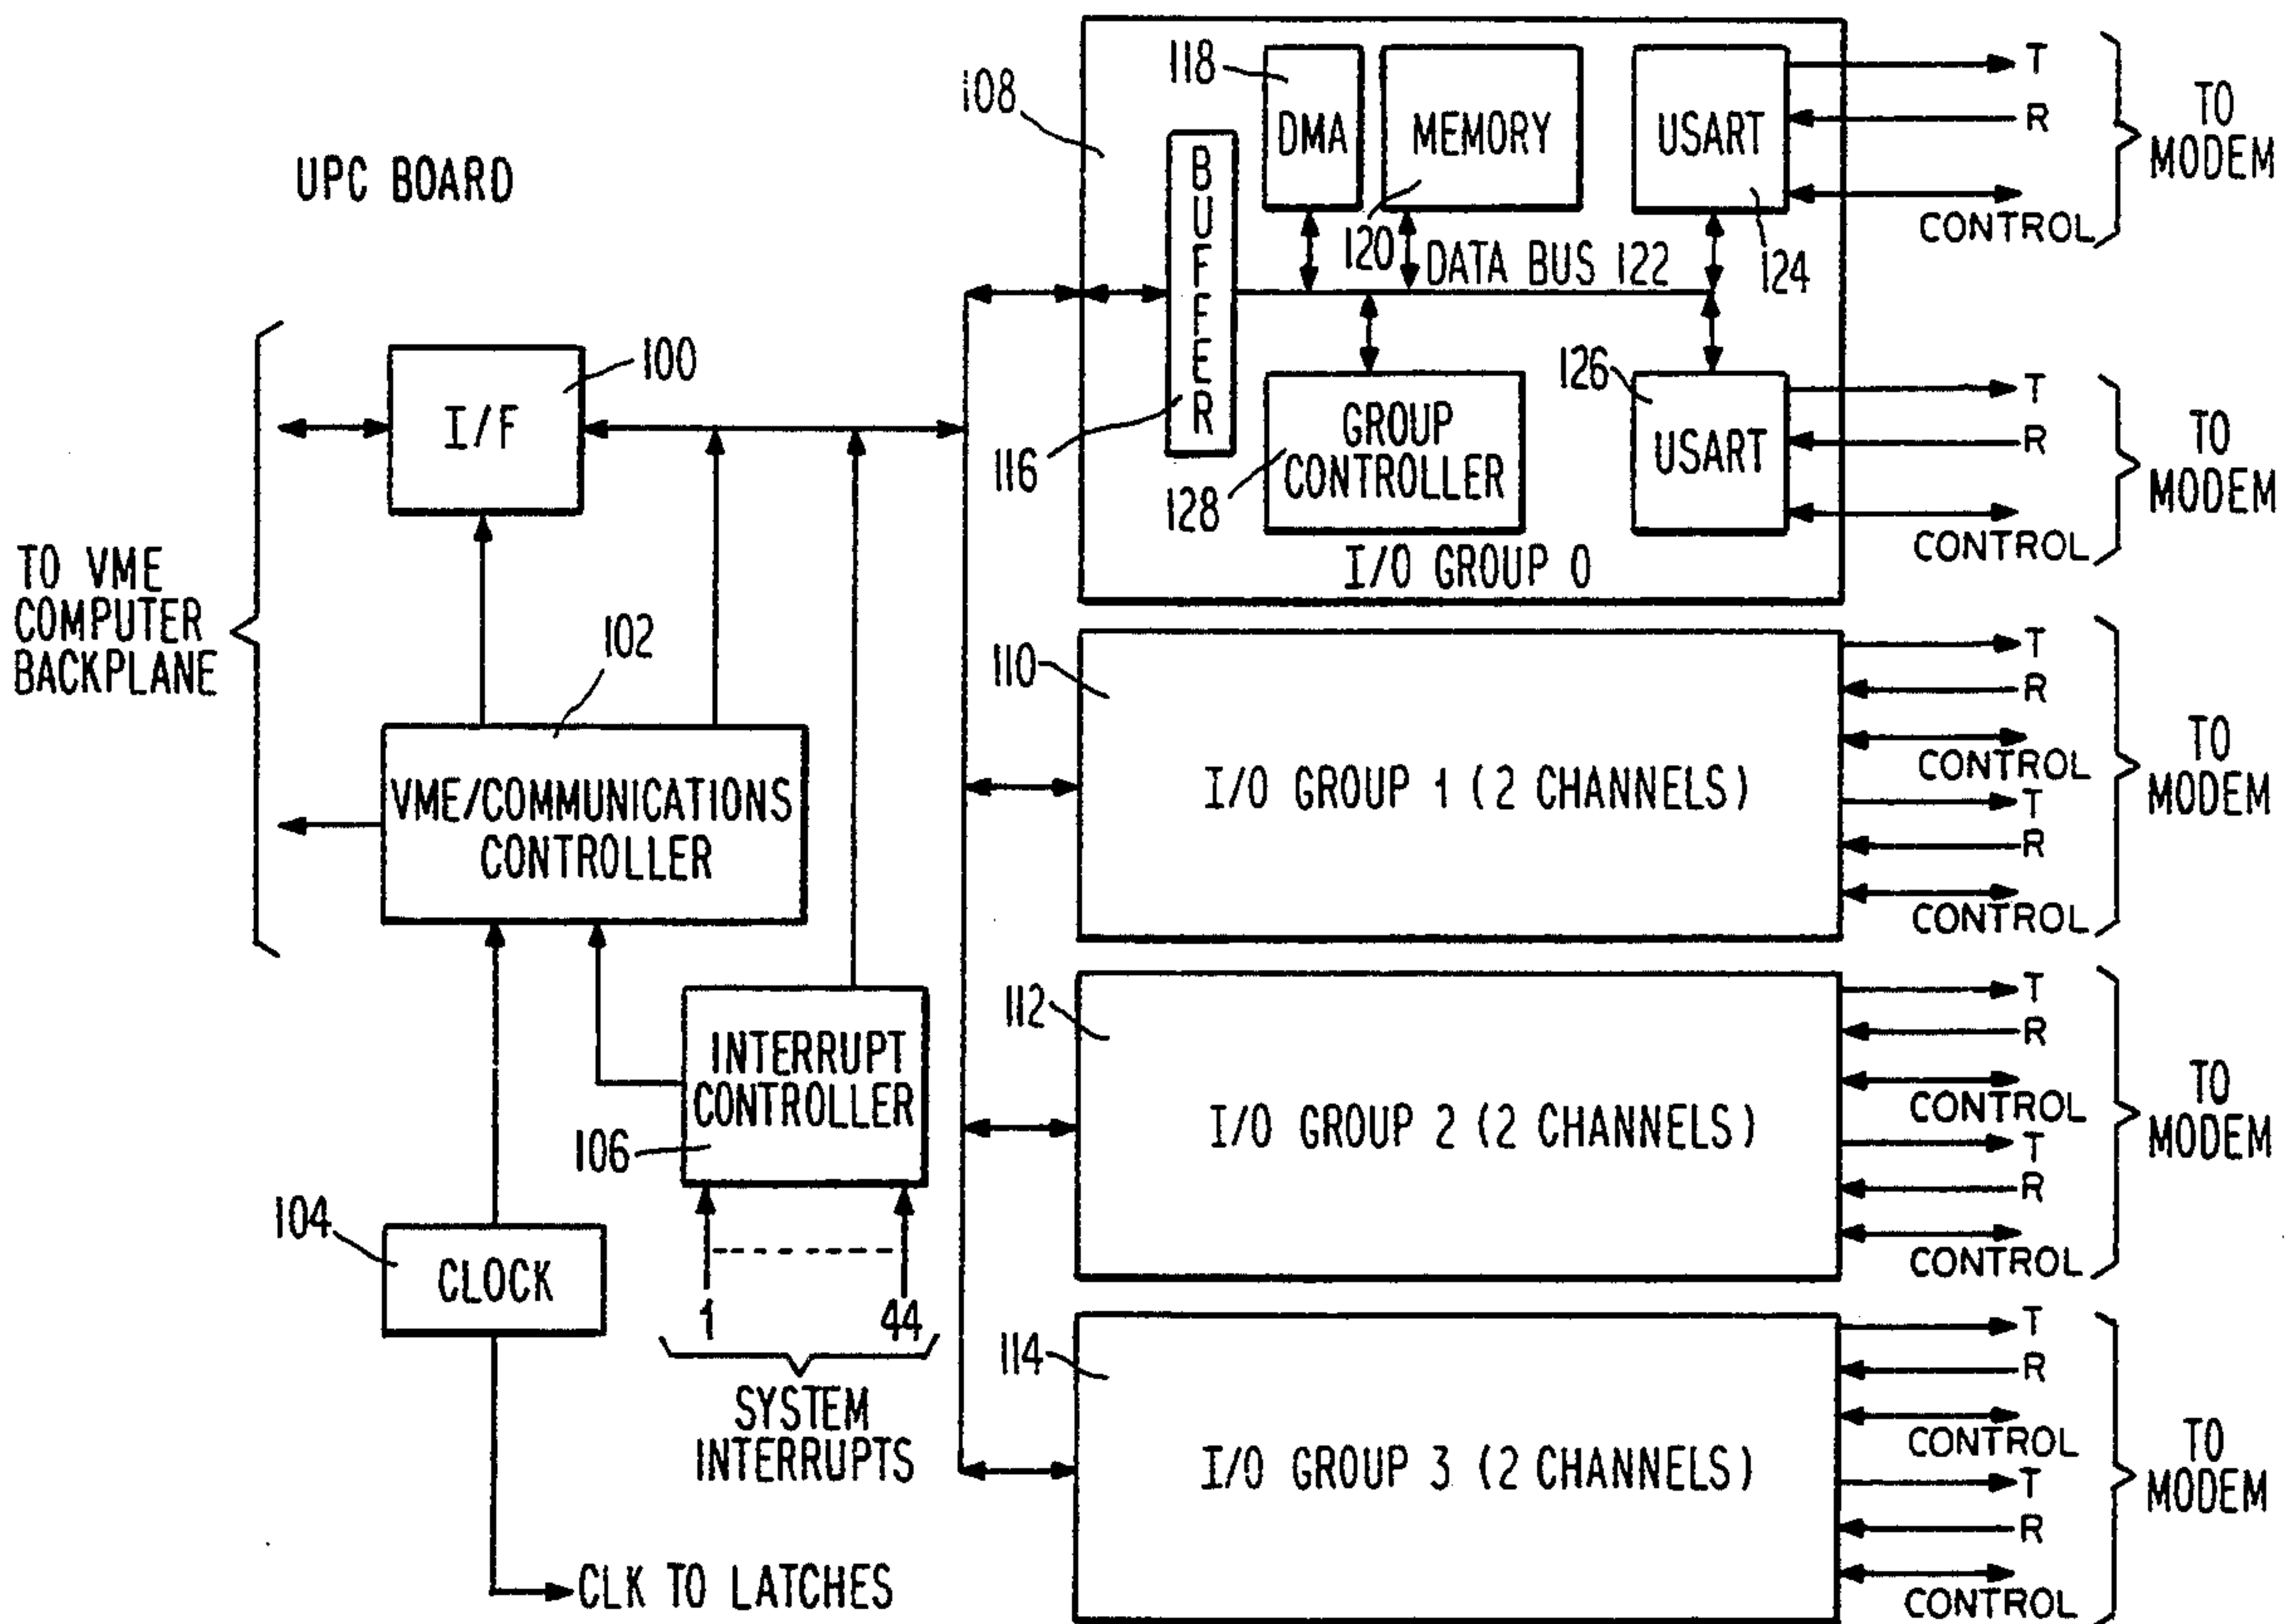 UPC BOARD
TO VME
COMPUTER
BACKPLANE
100
I/F
102
VME/COMMUNICATIONS
CONTROLLER
INTERRUPT
CONTROLLER
106
104
CLOCK
1
44
SYSTEM
INTERRUPTS
CLK TO LATCHES
108
118
DMA
MEMORY
120
USART
124
BUFFER
116
DATA BUS 122
GROUP
CONTROLLER
128
126
USART
I/O GROUP 0
T
R
CONTROL
TO
MODEM
T
R
CONTROL
TO
MODEM
110
I/O GROUP 1 (2 CHANNELS)
T
R
CONTROL
T
R
CONTROL
TO
MODEM
112
I/O GROUP 2 (2 CHANNELS)
T
R
CONTROL
T
R
CONTROL
TO
MODEM
114
I/O GROUP 3 (2 CHANNELS)
T
R
CONTROL
T
R
CONTROL
TO
MODEM